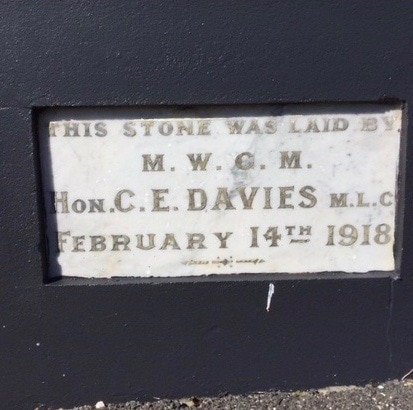 THIS STONE WAS LAID BY
M. W. G. M.
HON. C. E. DAVIES M.L.C
FEBRUARY 14TH 1918